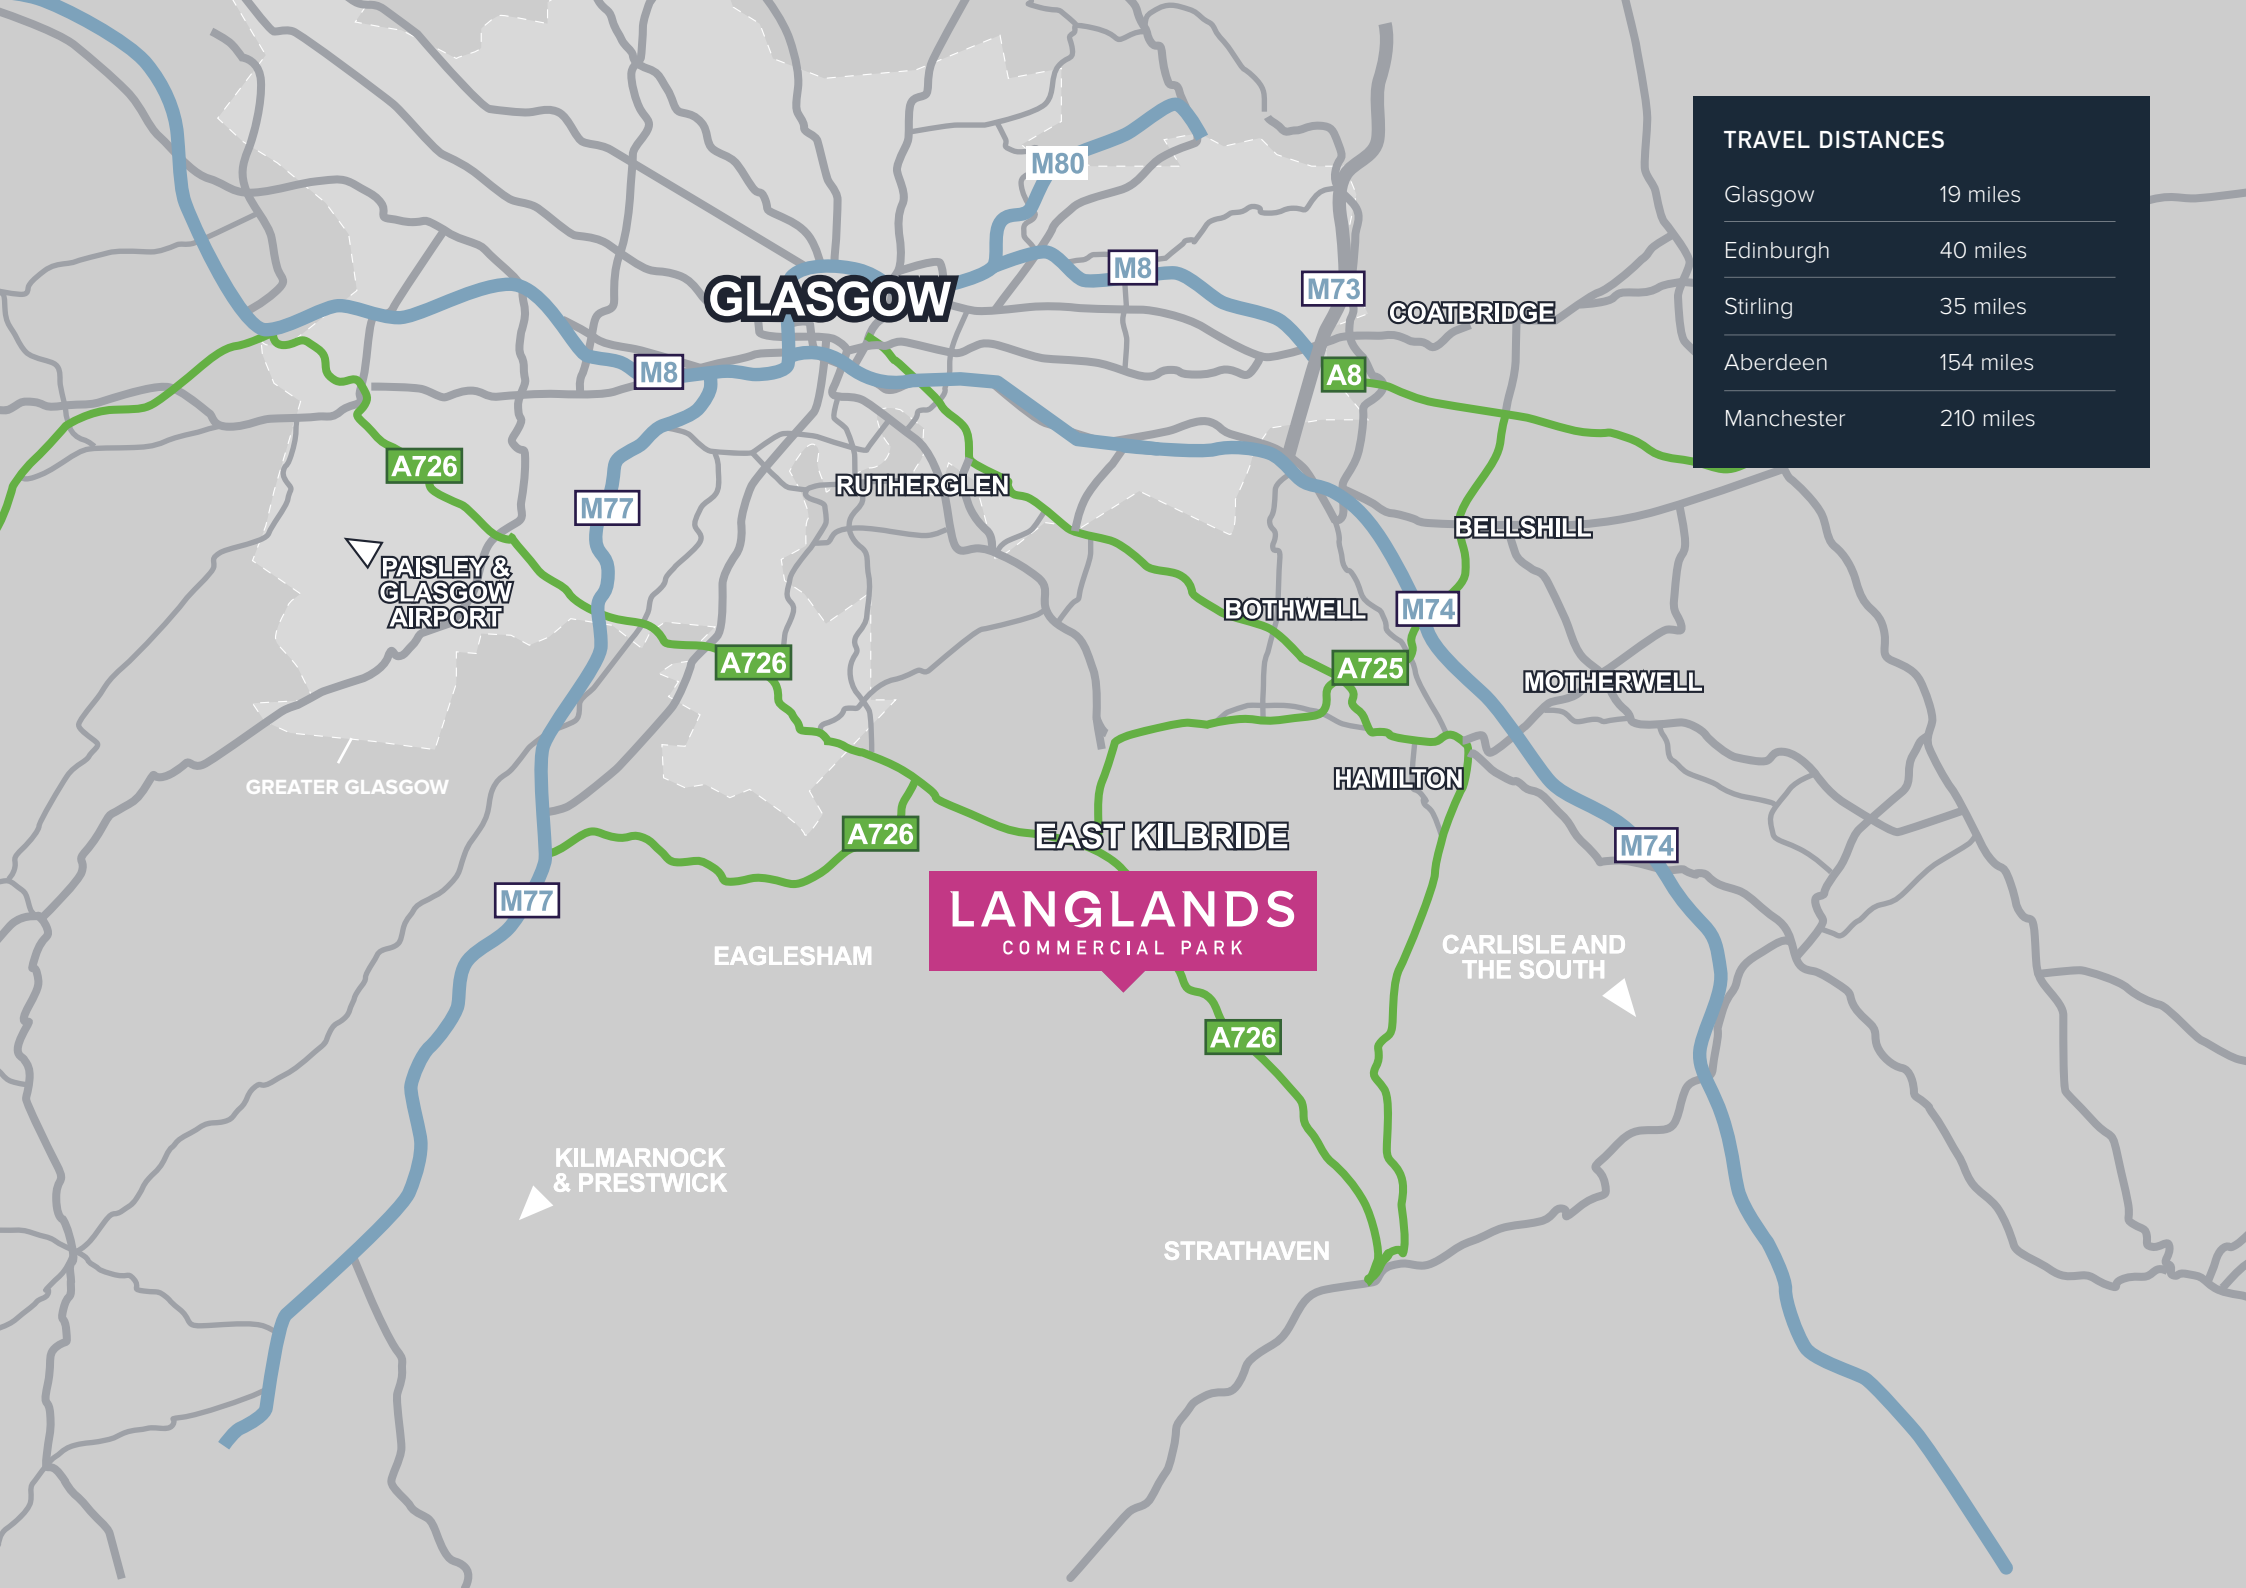 M80
M8
GLASGOW
M73
COATBRIDGE
M8
A8
A726
RUTHERGLEN
M77
BELLSHILL
PAISLEY &
GLASGOW
AIRPORT
BOTHWELL
M74
A726
A725
MOTHERWELL
GREATER GLASGOW
HAMILTON
A726
EAST KILBRIDE
M74
M77
LANGLANDS
COMMERCIAL PARK
EAGLESHAM
CARLISLE AND
THE SOUTH
A726
KILMARNOCK
& PRESTWICK
STRATHAVEN
TRAVEL DISTANCES
Glasgow 19 miles
Edinburgh 40 miles
Stirling 35 miles
Aberdeen 154 miles
Manchester 210 miles